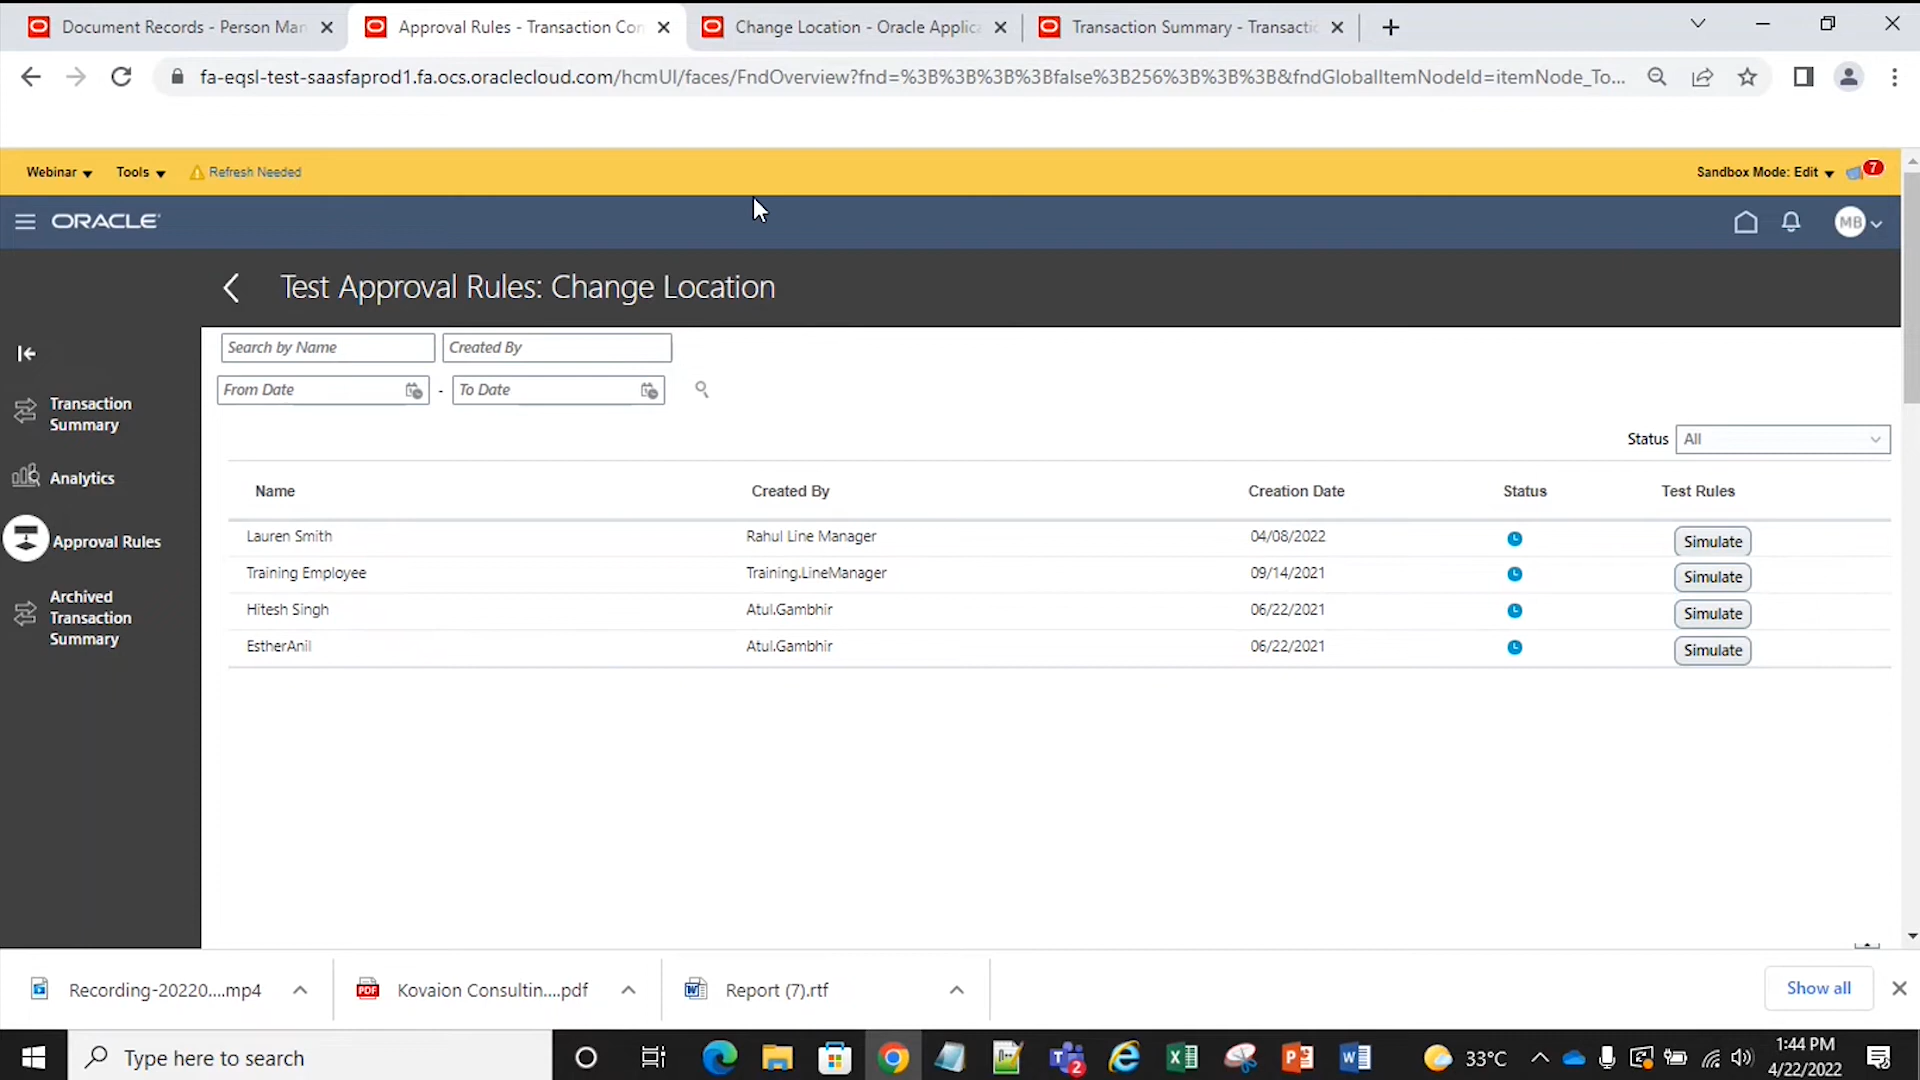 Document Records - Person Man
Approval Rules - Transaction Con
Change Location - Oracle Applica
Transaction Summary - Transactic
fa-eqsl-test-saasfaprod1.fa.ocs.oraclecloud.com/hcmUI/faces/FndOverview?fnd=%3B%3B%3B%3Bfalse%3B256%3B%3B%3B&fndGlobalItemNodeId=itemNode_To...
Webinar
Tools
Refresh Needed
Sandbox Mode: Edit
7
ORACLE
MB
Test Approval Rules: Change Location
Search by Name
Created By
From Date
-
To Date
Transaction
Summary
Analytics
Approval Rules
Archived
Transaction
Summary
Status All
Name Created By Creation Date Status Test Rules
Lauren Smith Rahul Line Manager 04/08/2022 Simulate
Training Employee Training.LineManager 09/14/2021 Simulate
Hitesh Singh Atul.Gambhir 06/22/2021 Simulate
EstherAnil Atul.Gambhir 06/22/2021 Simulate
Recording-20220....mp4
PDF
Kovaion Consultin....pdf
Report (7).rtf
Show all
Type here to search
2
33°C
1:44 PM
4/22/2022